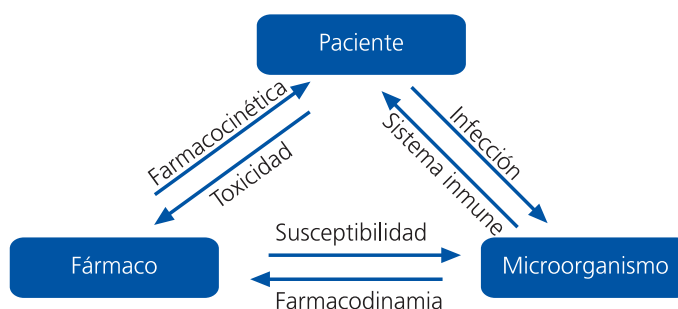 Paciente
Farmacocinética
Toxicidad
Infección
Sistema inmune
Fármaco
Susceptibilidad
Farmacodinamia
Microorganismo